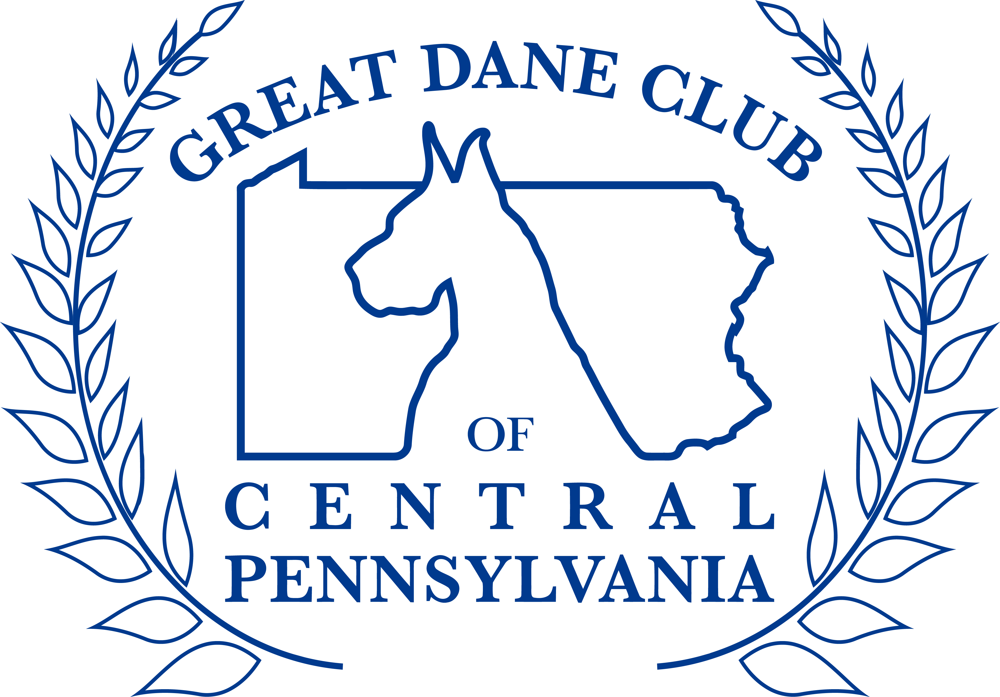 GREAT DANE CLUB
OF
CENTRAL
PENNSYLVANIA